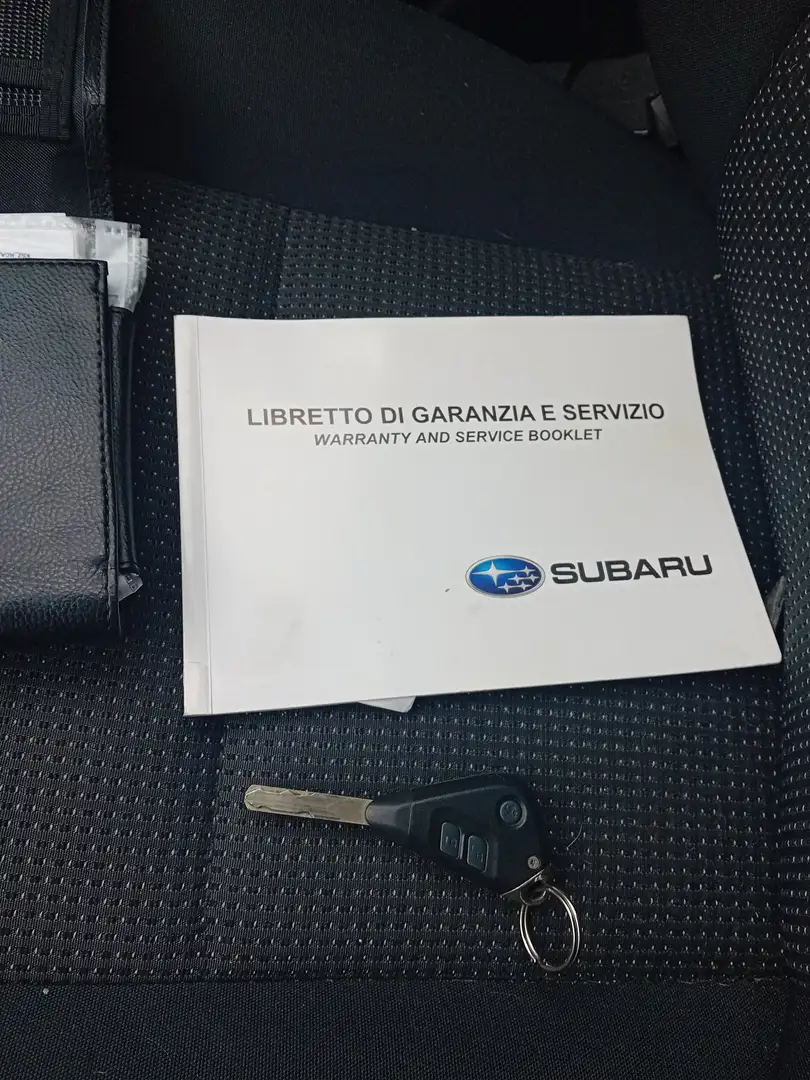 LIBRETTO DI GARANZIA E SERVIZIO
WARRANTY AND SERVICE BOOKLET
SUBARU